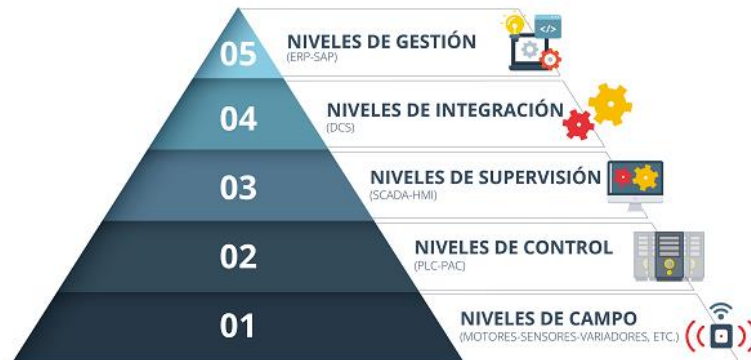 05
NIVELES DE GESTIÓN
(ERP-SAP)
</>
04
NIVELES DE INTEGRACIÓN
(DCS)
03
NIVELES DE SUPERVISIÓN
(SCADA-HMI)
02
NIVELES DE CONTROL
(PLC-PAC)
01
NIVELES DE CAMPO
(MOTORES-SENSORES-VARIADORES, ETC.)